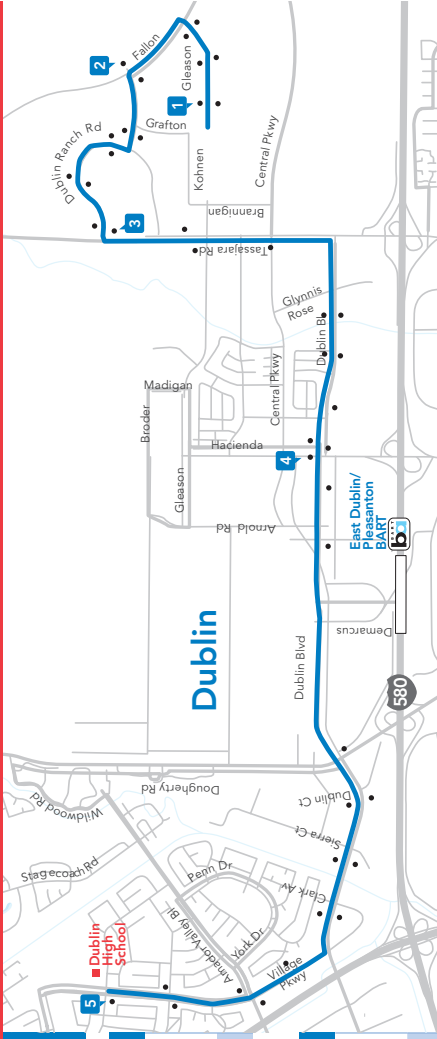 2
Fallon
Gleason
1
Grafton
Dublin Ranch Rd
Kohnen
Central Pkwy
Brannigan
3
Tassajara Rd
Glynnis
Rose
Dublin Bl
Madigan
Broder
Central Pkwy
Hacienda
4
Gleason
Arnold Rd
East Dublin/
Pleasanton
BART
ba
Dublin
Demarcus
Dublin Blvd
580
Dougherty Rd
Wildwood Rd
Dublin Ct
Sierra Ct
Stagecoach Rd
Penn Dr
Clark Av
Amador Valley Bl
York Dr
Village
Pkwy
Dublin
High
School
5